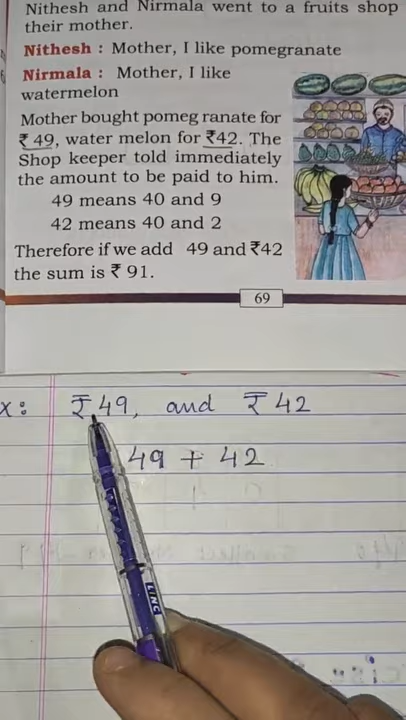 Nithesh and Nirmala went to a fruits shop
their mother.
Nithesh : Mother, I like pomegranate
Nirmala : Mother, I like
watermelon
Mother bought pomeg ranate for
₹ 49, water melon for ₹42. The
Shop keeper told immediately
the amount to be paid to him.
49 means 40 and 9
42 means 40 and 2
Therefore if we add 49 and ₹42
the sum is ₹ 91.
69
x: ₹ 49, and ₹ 42
49 + 42
LINC